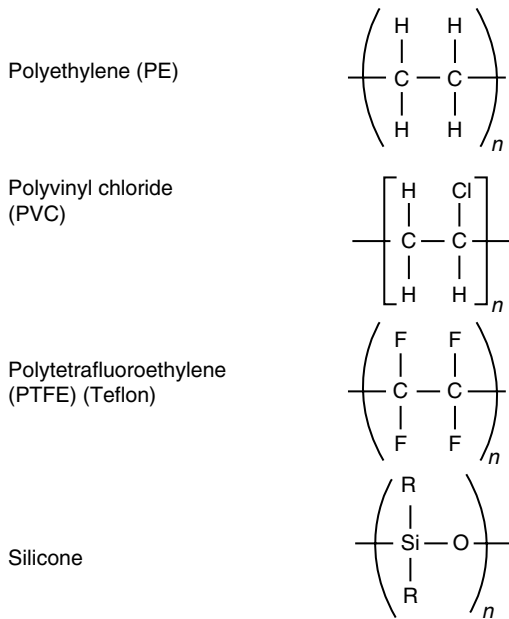 Polyethylene (PE)
H H
C C
H H
n
Polyvinyl chloride
(PVC)
H Cl
C C
H H
n
Polytetrafluoroethylene
(PTFE) (Teflon)
F F
C C
F F
n
Silicone
R
Si O
R
n